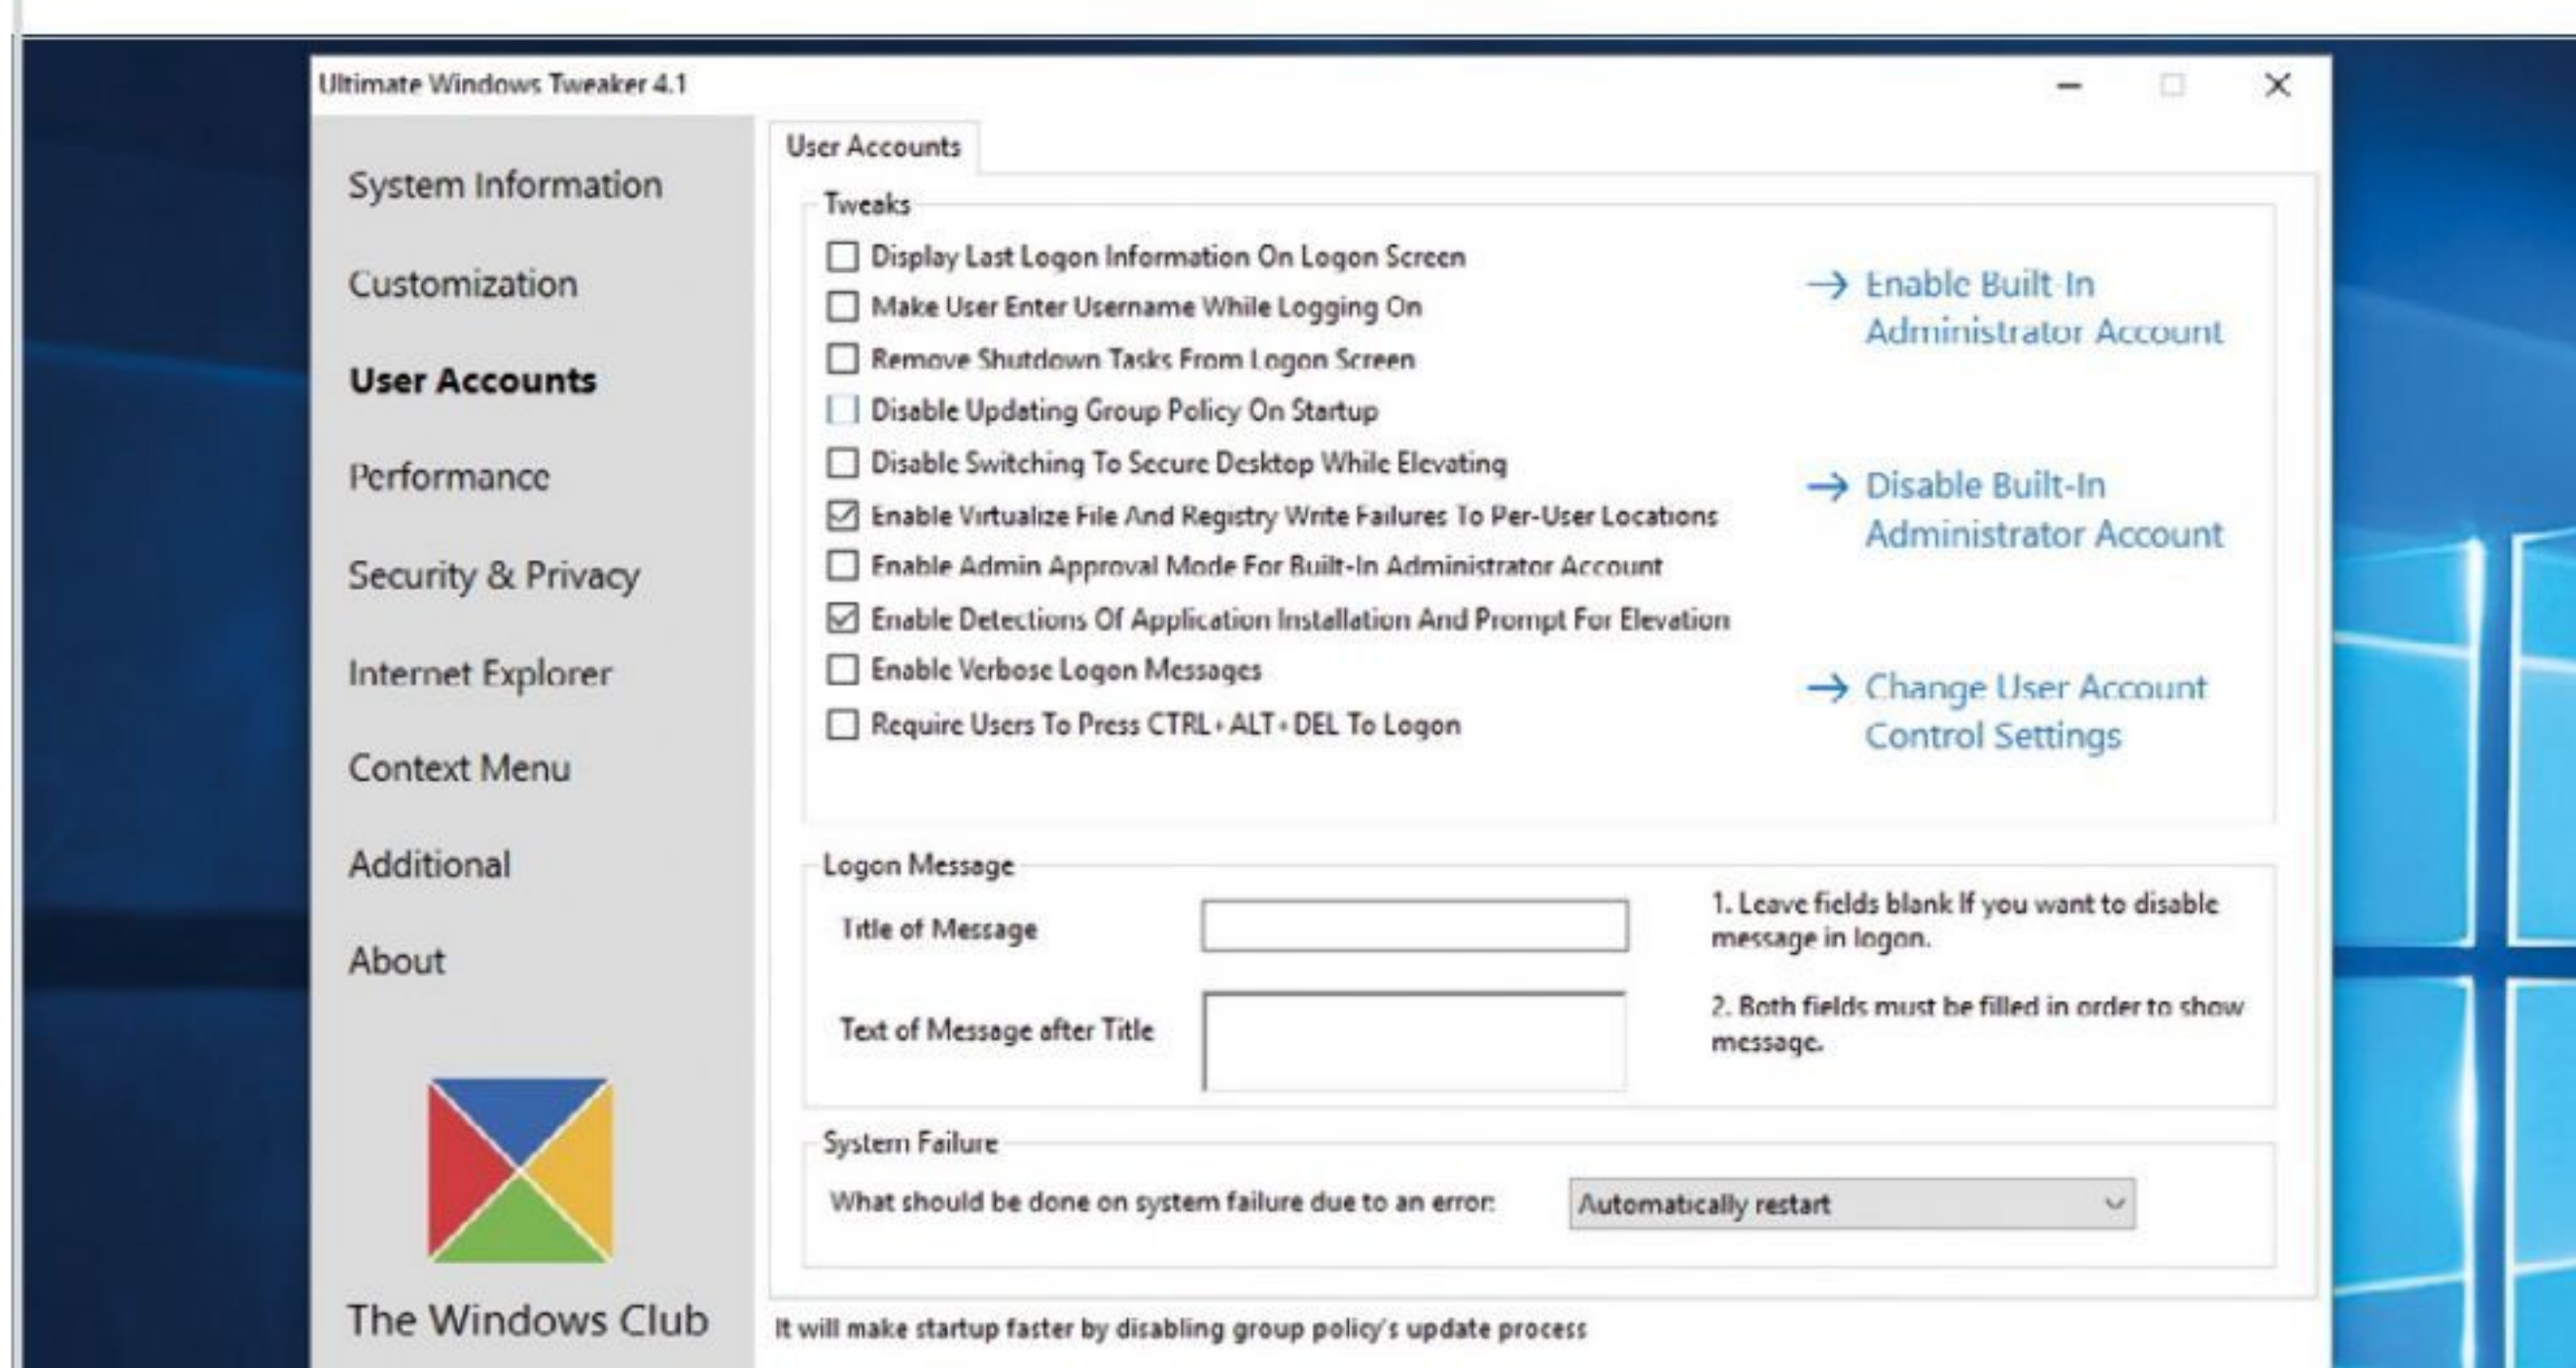 Ultimate Windows Tweaker 4.1
System Information
Customization
User Accounts
Performance
Security & Privacy
Internet Explorer
Context Menu
Additional
About
The Windows Club
User Accounts
Tweaks
Display Last Logon Information On Logon Screen
Make User Enter Username While Logging On
Remove Shutdown Tasks From Logon Screen
Disable Updating Group Policy On Startup
Disable Switching To Secure Desktop While Elevating
Enable Virtualize File And Registry Write Failures To Per-User Locations
Enable Admin Approval Mode For Built-In Administrator Account
Enable Detections Of Application Installation And Prompt For Elevation
Enable Verbose Logon Messages
Require Users To Press CTRL+ALT+DEL To Logon
→ Enable Built-In
Administrator Account
→ Disable Built-In
Administrator Account
→ Change User Account
Control Settings
Logon Message
Title of Message
Text of Message after Title
1. Leave fields blank If you want to disable
message in logon.
2. Both fields must be filled in order to show
message.
System Failure
What should be done on system failure due to an error:
Automatically restart
It will make startup faster by disabling group policy's update process